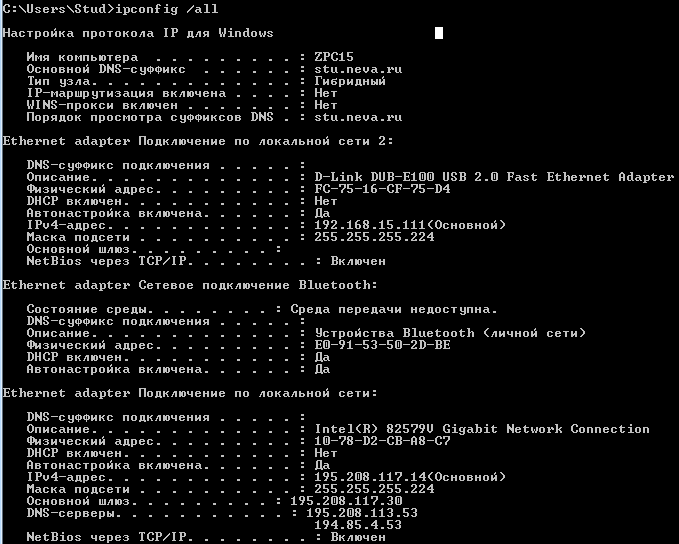 C:\Users\Stud>ipconfig /all
Настройка протокола IP для Windows
Имя компьютера . . . . . . . . . : ZPC15
Основной DNS-суффикс . . . . . . : stu.neva.ru
Тип узла. . . . . . . . . . . . . : Гибридный
IP-маршрутизация включена . . . . : Нет
WINS-прокси включен . . . . . . . : Нет
Порядок просмотра суффиксов DNS . : stu.neva.ru
Ethernet adapter Подключение по локальной сети 2:
DNS-суффикс подключения . . . . . :
Описание. . . . . . . . . . . . . : D-Link DUB-E100 USB 2.0 Fast Ethernet Adapter
Физический адрес. . . . . . . . . : FC-75-16-CF-75-D4
DHCP включен. . . . . . . . . . . : Нет
Автонастройка включена. . . . . . : Да
IPv4-адрес. . . . . . . . . . . . : 192.168.15.111(Основной)
Маска подсети . . . . . . . . . . : 255.255.255.224
Основной шлюз. . . . . . . . . :
NetBios через TCP/IP. . . . . . . . : Включен
Ethernet adapter Сетевое подключение Bluetooth:
Состояние среды. . . . . . . . : Среда передачи недоступна.
DNS-суффикс подключения . . . . . :
Описание. . . . . . . . . . . . . : Устройства Bluetooth (личной сети)
Физический адрес. . . . . . . . . : E0-91-53-50-2D-BE
DHCP включен. . . . . . . . . . . : Да
Автонастройка включена. . . . . . : Да
Ethernet adapter Подключение по локальной сети:
DNS-суффикс подключения . . . . . :
Описание. . . . . . . . . . . . . : Intel(R) 82579V Gigabit Network Connection
Физический адрес. . . . . . . . . : 10-78-D2-CB-A8-C7
DHCP включен. . . . . . . . . . . : Нет
Автонастройка включена. . . . . . : Да
IPv4-адрес. . . . . . . . . . . . : 195.208.117.14(Основной)
Маска подсети . . . . . . . . . . : 255.255.255.224
Основной шлюз. . . . . . . . . : 195.208.117.30
DNS-серверы. . . . . . . . . . . : 195.208.113.53
194.85.4.53
NetBios через TCP/IP. . . . . . . . : Включен